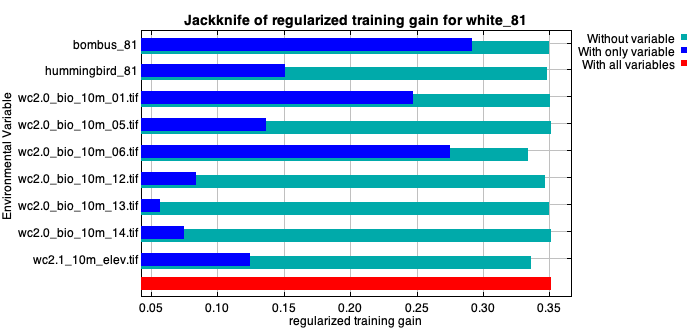 Jackknife of regularized training gain for white_81
Without variable
With only variable
With all variables
Environmental Variable
bombus_81
hummingbird_81
wc2.0_bio_10m_01.tif
wc2.0_bio_10m_05.tif
wc2.0_bio_10m_06.tif
wc2.0_bio_10m_12.tif
wc2.0_bio_10m_13.tif
wc2.0_bio_10m_14.tif
wc2.1_10m_elev.tif
0.05 0.10 0.15 0.20 0.25 0.30 0.35
regularized training gain